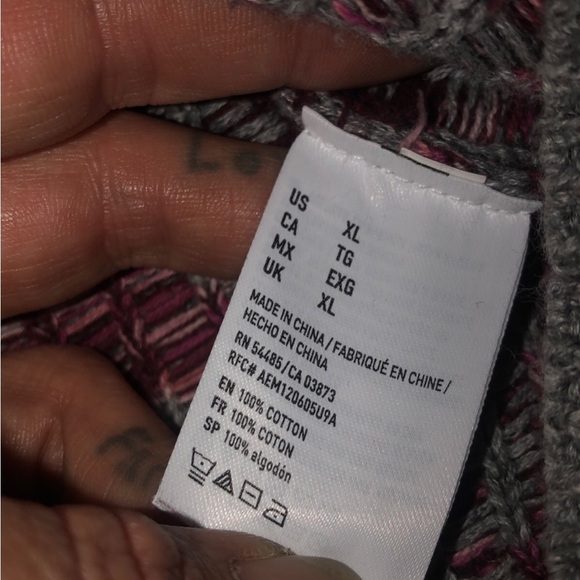 US XL
CA TG
MX EXG
UK XL
MADE IN CHINA / FABRIQUÉ EN CHINE /
HECHO EN CHINA
RN 54485 / CA 03873
RFC# AEM120605U9A
EN 100% COTTON
FR 100% COTON
SP 100% algodón